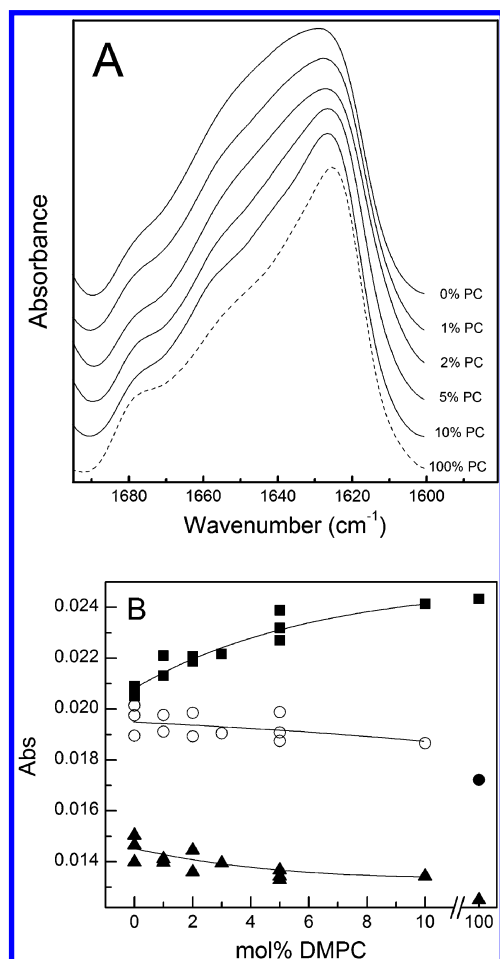 A
Absorbance
0% PC
1% PC
2% PC
5% PC
10% PC
100% PC
1680 1660 1640 1620 1600
Wavenumber (cm⁻¹)
B
0.024
0.022
0.020
0.018
0.016
0.014
Abs
0 2 4 6 8 10 100
mol% DMPC